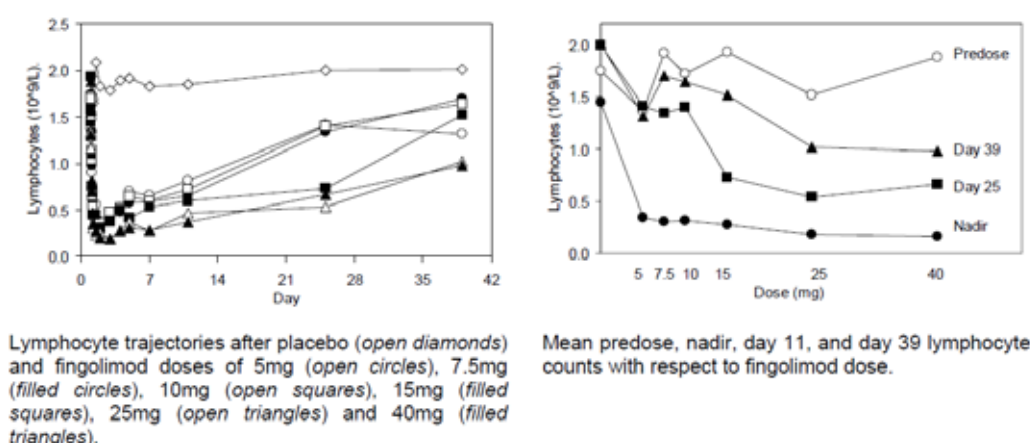 2.5
2.0
1.5
1.0
0.5
0.0
Lymphocytes (10^9/L).
0 7 14 21 28 35 42
Day
2.0
1.5
1.0
0.5
0.0
Lymphocytes (10^9/L).
Predose
Day 39
Day 25
Nadir
5 7.5 10 15 25 40
Dose (mg)
Lymphocyte trajectories after placebo (open diamonds)
and fingolimod doses of 5mg (open circles), 7.5mg
(filled circles), 10mg (open squares), 15mg (filled
squares), 25mg (open triangles) and 40mg (filled
triangles).
Mean predose, nadir, day 11, and day 39 lymphocyte
counts with respect to fingolimod dose.